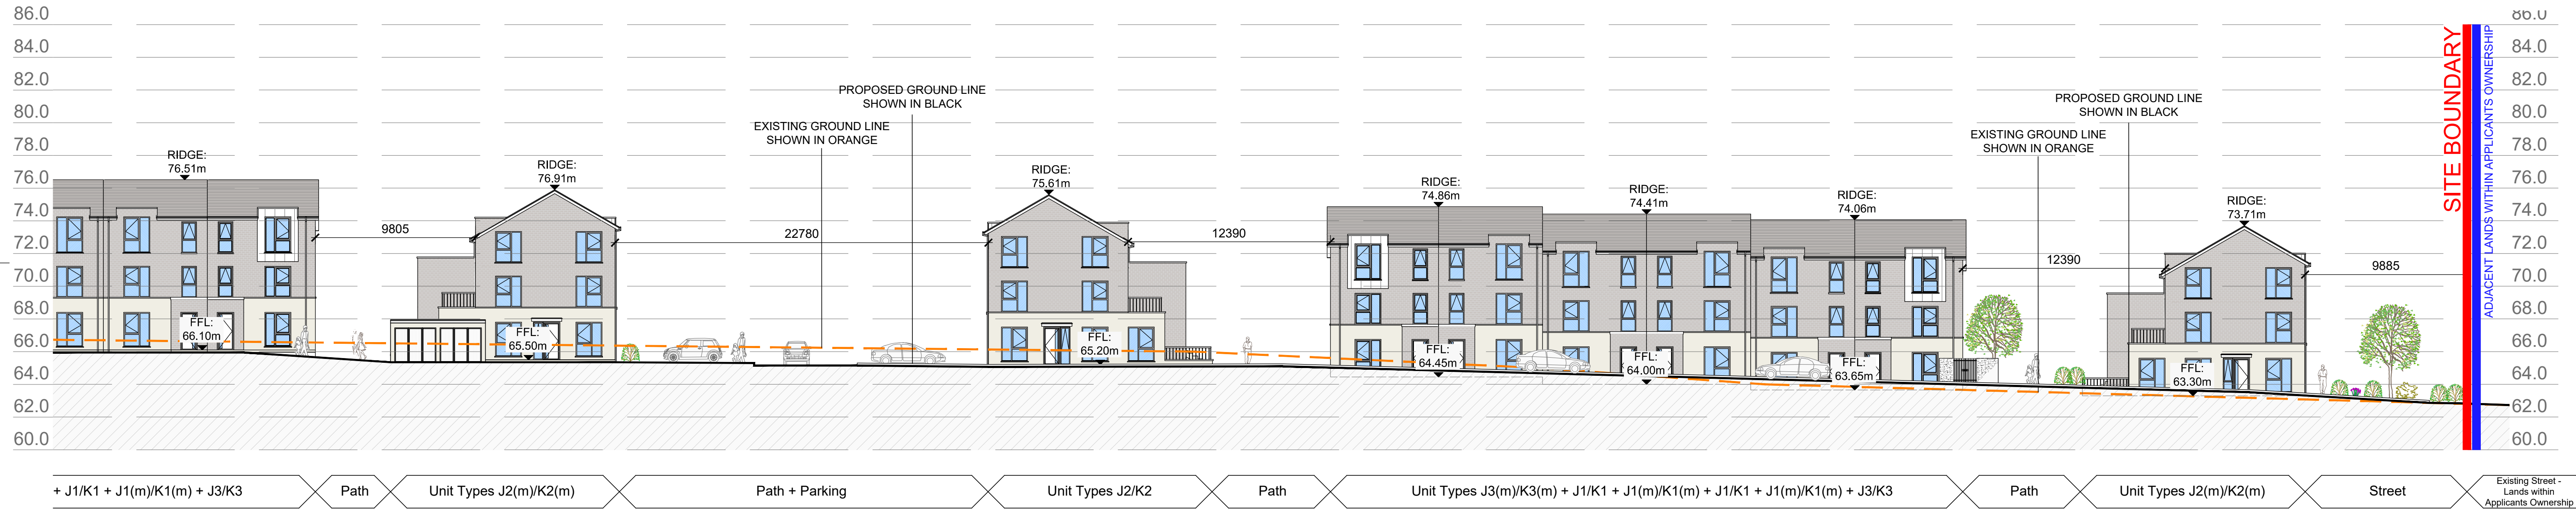 86.0
84.0
82.0
80.0
78.0
76.0
74.0
72.0
70.0
68.0
66.0
64.0
62.0
60.0
RIDGE:
76.51m
FFL:
66.10m
9805
RIDGE:
76.91m
FFL:
65.50m
22780
EXISTING GROUND LINE
SHOWN IN ORANGE
PROPOSED GROUND LINE
SHOWN IN BLACK
RIDGE:
75.61m
FFL:
65.20m
12390
RIDGE:
74.86m
FFL:
64.45m
RIDGE:
74.41m
FFL:
64.00m
RIDGE:
74.06m
FFL:
63.65m
12390
EXISTING GROUND LINE
SHOWN IN ORANGE
PROPOSED GROUND LINE
SHOWN IN BLACK
RIDGE:
73.71m
FFL:
63.30m
9885
SITE BOUNDARY
ADJACENT LANDS WITHIN APPLICANTS OWNERSHIP
86.0
84.0
82.0
80.0
78.0
76.0
74.0
72.0
70.0
68.0
66.0
64.0
62.0
60.0
+ J1/K1 + J1(m)/K1(m) + J3/K3
Path
Unit Types J2(m)/K2(m)
Path + Parking
Unit Types J2/K2
Path
Unit Types J3(m)/K3(m) + J1/K1 + J1(m)/K1(m) + J1/K1 + J1(m)/K1(m) + J3/K3
Path
Unit Types J2(m)/K2(m)
Street
Existing Street -
Lands within
Applicants Ownership